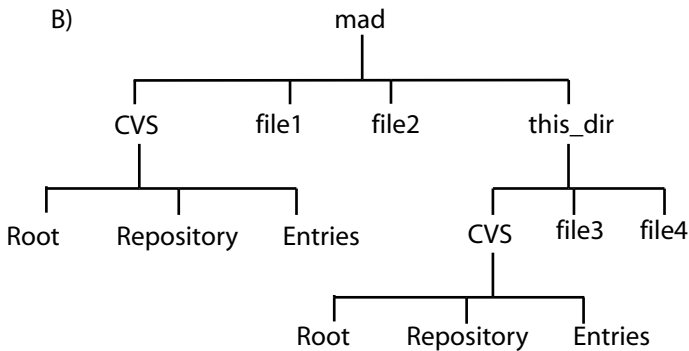 B)
mad
CVS
file1
file2
this_dir
Root
Repository
Entries
CVS
file3
file4
Root
Repository
Entries